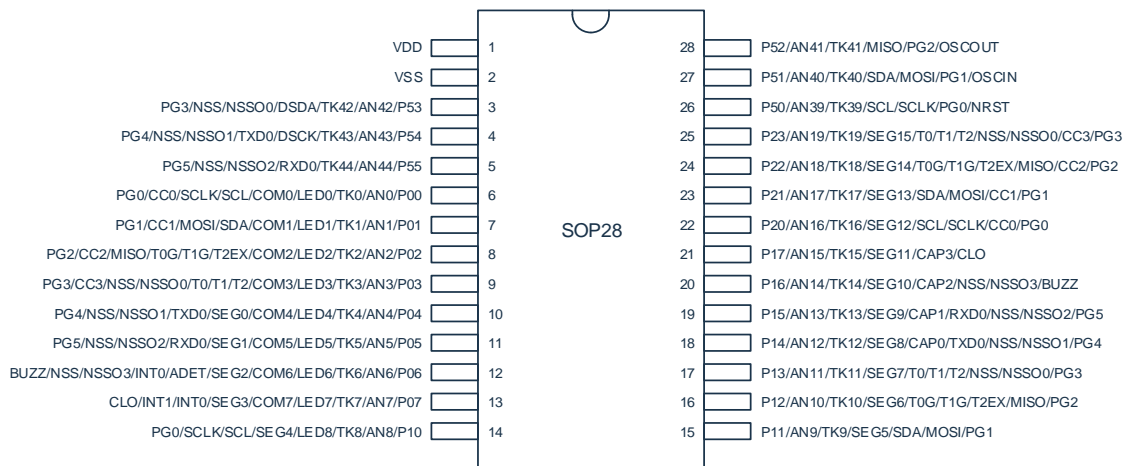 VDD 1 28 P52/AN41/TK41/MISO/PG2/OSCOUT
VSS 2 27 P51/AN40/TK40/SDA/MOSI/PG1/OSCIN
PG3/NSS/NSSO0/DSDA/TK42/AN42/P53 3 26 P50/AN39/TK39/SCL/SCLK/PG0/NRST
PG4/NSS/NSSO1/TXD0/DSCK/TK43/AN43/P54 4 25 P23/AN19/TK19/SEG15/T0/T1/T2/NSS/NSSO0/CC3/PG3
PG5/NSS/NSSO2/RXD0/TK44/AN44/P55 5 24 P22/AN18/TK18/SEG14/T0G/T1G/T2EX/MISO/CC2/PG2
PG0/CC0/SCLK/SCL/COM0/LED0/TK0/AN0/P00 6 23 P21/AN17/TK17/SEG13/SDA/MOSI/CC1/PG1
PG1/CC1/MOSI/SDA/COM1/LED1/TK1/AN1/P01 7 22 P20/AN16/TK16/SEG12/SCL/SCLK/CC0/PG0
SOP28
PG2/CC2/MISO/T0G/T1G/T2EX/COM2/LED2/TK2/AN2/P02 8 21 P17/AN15/TK15/SEG11/CAP3/CLO
PG3/CC3/NSS/NSSO0/T0/T1/T2/COM3/LED3/TK3/AN3/P03 9 20 P16/AN14/TK14/SEG10/CAP2/NSS/NSSO3/BUZZ
PG4/NSS/NSSO1/TXD0/SEG0/COM4/LED4/TK4/AN4/P04 10 19 P15/AN13/TK13/SEG9/CAP1/RXD0/NSS/NSSO2/PG5
PG5/NSS/NSSO2/RXD0/SEG1/COM5/LED5/TK5/AN5/P05 11 18 P14/AN12/TK12/SEG8/CAP0/TXD0/NSS/NSSO1/PG4
BUZZ/NSS/NSSO3/INT0/ADET/SEG2/COM6/LED6/TK6/AN6/P06 12 17 P13/AN11/TK11/SEG7/T0/T1/T2/NSS/NSSO0/PG3
CLO/INT1/INT0/SEG3/COM7/LED7/TK7/AN7/P07 13 16 P12/AN10/TK10/SEG6/T0G/T1G/T2EX/MISO/PG2
PG0/SCLK/SCL/SEG4/LED8/TK8/AN8/P10 14 15 P11/AN9/TK9/SEG5/SDA/MOSI/PG1